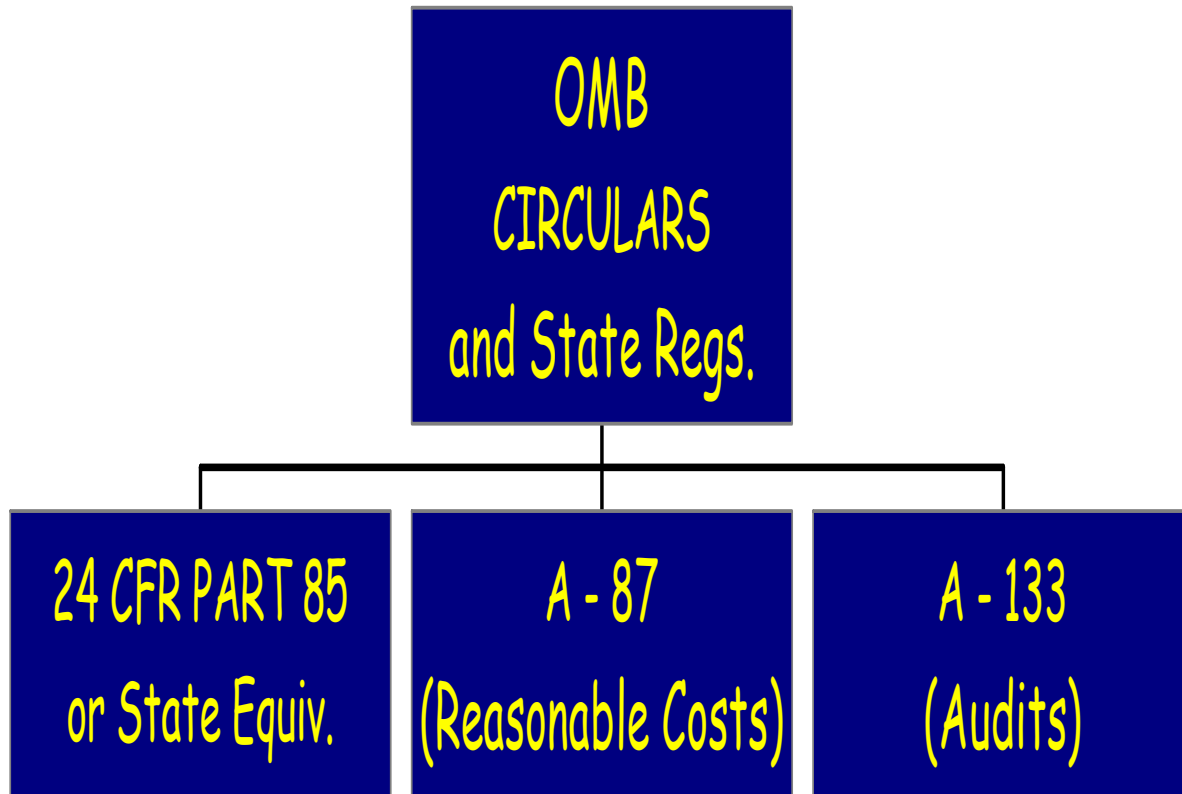 OMB
CIRCULARS
and State Regs.
24 CFR PART 85
or State Equiv.
A - 87
(Reasonable Costs)
A - 133
(Audits)